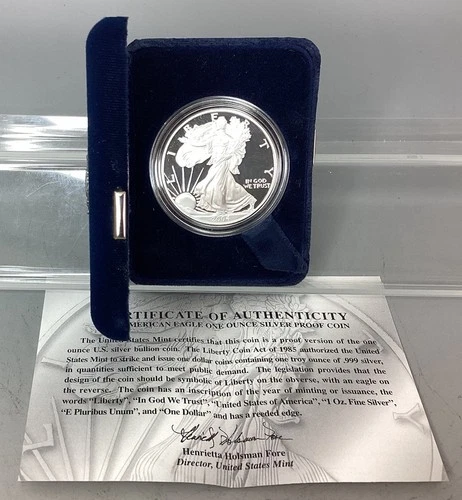 LIBERTY
IN GOD
WE TRUST
CERTIFICATE OF AUTHENTICITY
AMERICAN EAGLE ONE OUNCE SILVER PROOF COIN
The United States Mint certifies that this coin is a proof version of the one
ounce U.S. silver bullion coin. The Liberty Coin Act of 1985 authorized the United
States Mint to strike and issue one dollar coins containing one troy ounce of .999 silver,
in quantities sufficient to meet public demand. The legislation provides that the
design of the coin should be symbolic of Liberty on the obverse, with an eagle on
the reverse. The coin has an inscription of the year of minting or issuance, the
words "Liberty", "In God We Trust", "United States of America", "1 Oz. Fine Silver",
"E Pluribus Unum", and "One Dollar" and has a reeded edge.
Henrietta Holsman Fore
Henrietta Holsman Fore
Director, United States Mint